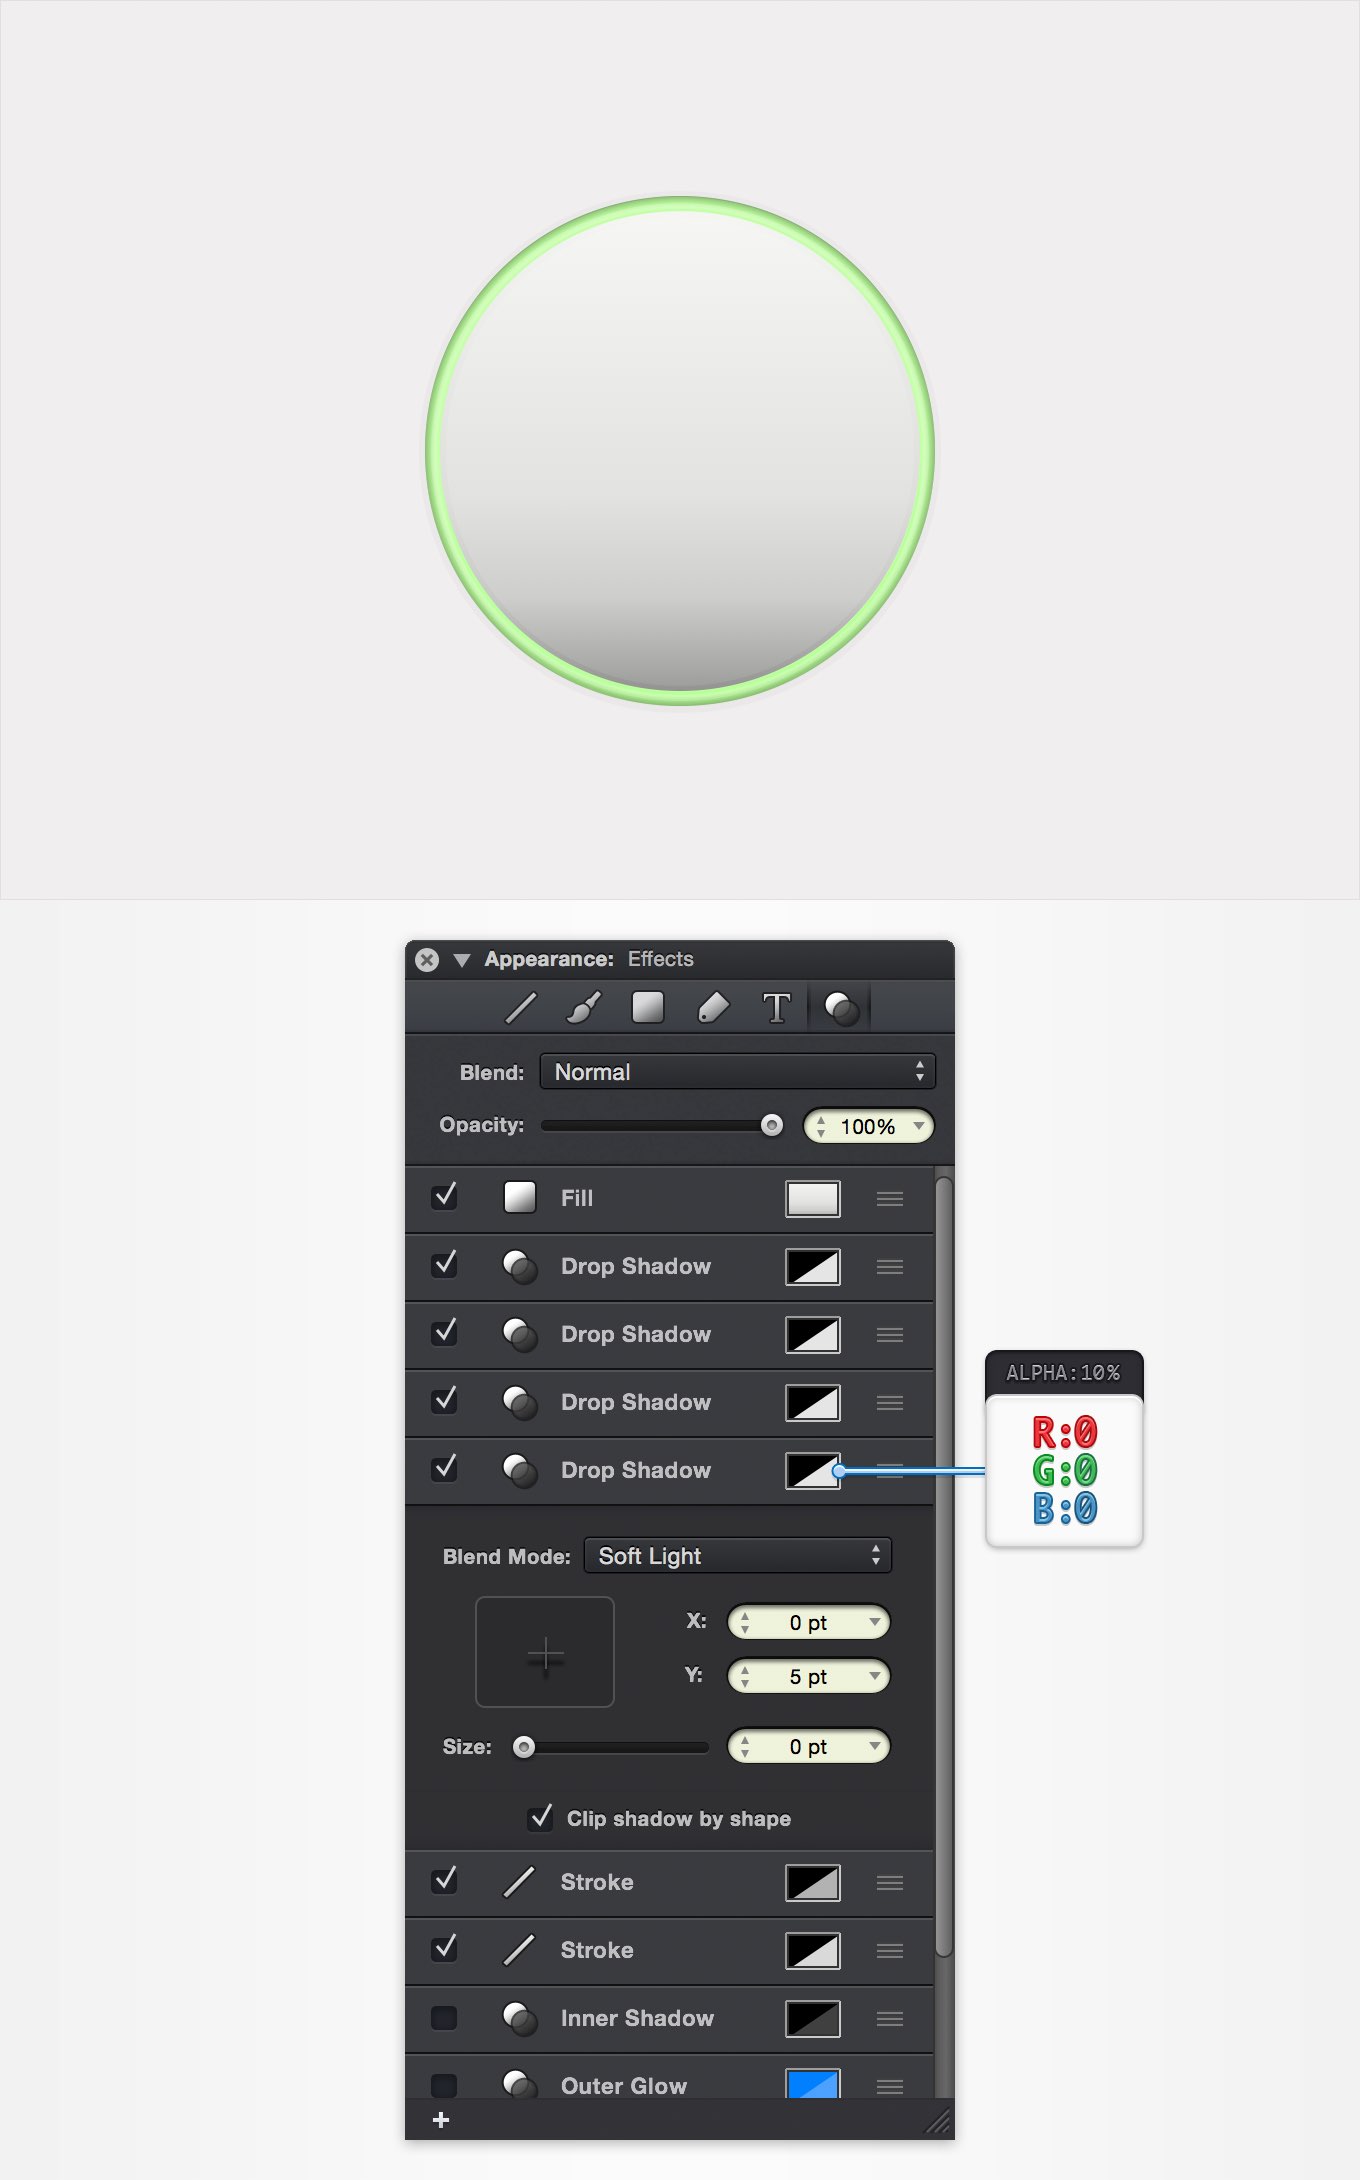 Appearance: Effects
T
Blend: Normal
Opacity: 100%
Fill
Drop Shadow
Drop Shadow
Drop Shadow
Drop Shadow
ALPHA:10%
R:0
G:0
B:0
Blend Mode: Soft Light
X: 0 pt
Y: 5 pt
Size: 0 pt
Clip shadow by shape
Stroke
Stroke
Inner Shadow
Outer Glow
+